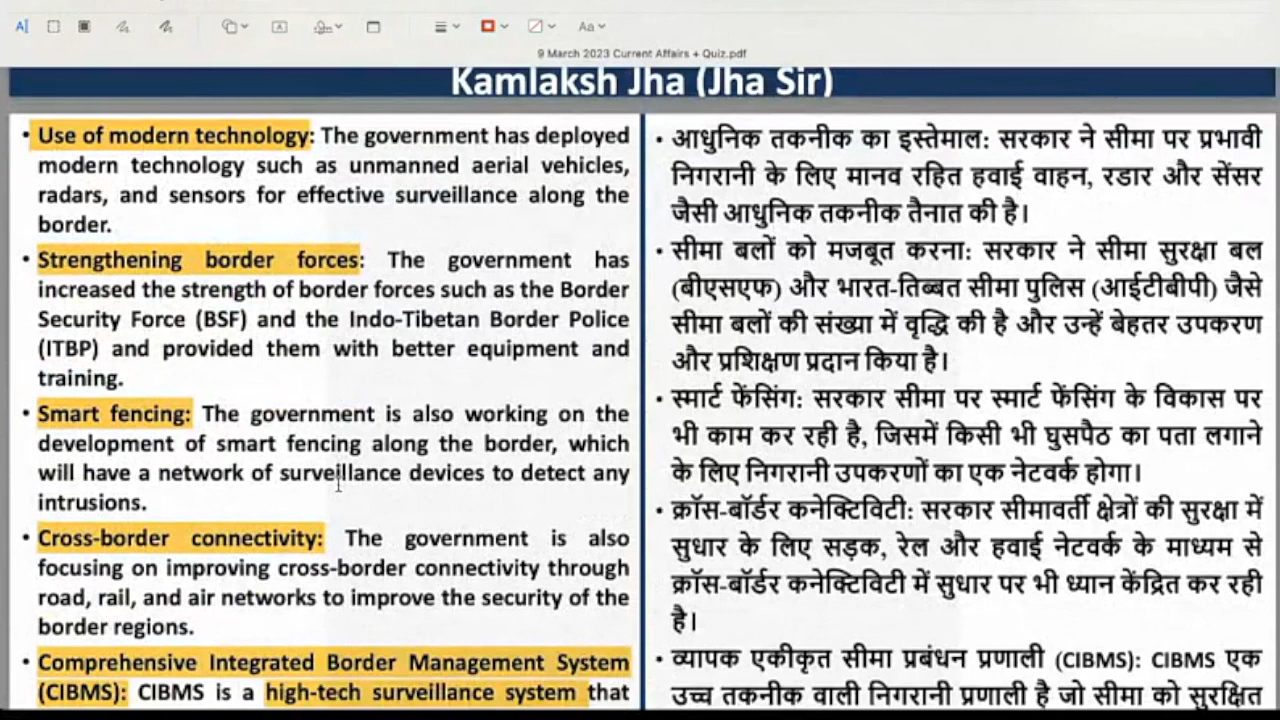 Aa
9 March 2023 Current Affairs + Quiz.pdf
Kamlaksh Jha (Jha Sir)
• Use of modern technology: The government has deployed
modern technology such as unmanned aerial vehicles,
radars, and sensors for effective surveillance along the
border.
• Strengthening border forces: The government has
increased the strength of border forces such as the Border
Security Force (BSF) and the Indo-Tibetan Border Police
(ITBP) and provided them with better equipment and
training.
• Smart fencing: The government is also working on the
development of smart fencing along the border, which
will have a network of surveillance devices to detect any
intrusions.
• Cross-border connectivity: The government is also
focusing on improving cross-border connectivity through
road, rail, and air networks to improve the security of the
border regions.
• Comprehensive Integrated Border Management System
(CIBMS): CIBMS is a high-tech surveillance system that
• आधुनिक तकनीक का इस्तेमाल: सरकार ने सीमा पर प्रभावी
निगरानी के लिए मानव रहित हवाई वाहन, रडार और सेंसर
जैसी आधुनिक तकनीक तैनात की है।
• सीमा बलों को मजबूत करना: सरकार ने सीमा सुरक्षा बल
(बीएसएफ) और भारत-तिब्बत सीमा पुलिस (आईटीबीपी) जैसे
सीमा बलों की संख्या में वृद्धि की है और उन्हें बेहतर उपकरण
और प्रशिक्षण प्रदान किया है।
• स्मार्ट फेंसिंग: सरकार सीमा पर स्मार्ट फेंसिंग के विकास पर
भी काम कर रही है, जिसमें किसी भी घुसपैठ का पता लगाने
के लिए निगरानी उपकरणों का एक नेटवर्क होगा।
• क्रॉस-बॉर्डर कनेक्टिविटी: सरकार सीमावर्ती क्षेत्रों की सुरक्षा में
सुधार के लिए सड़क, रेल और हवाई नेटवर्क के माध्यम से
क्रॉस-बॉर्डर कनेक्टिविटी में सुधार पर भी ध्यान केंद्रित कर रही
है।
• व्यापक एकीकृत सीमा प्रबंधन प्रणाली (CIBMS): CIBMS एक
उच्च तकनीक वाली निगरानी प्रणाली है जो सीमा को सुरक्षित